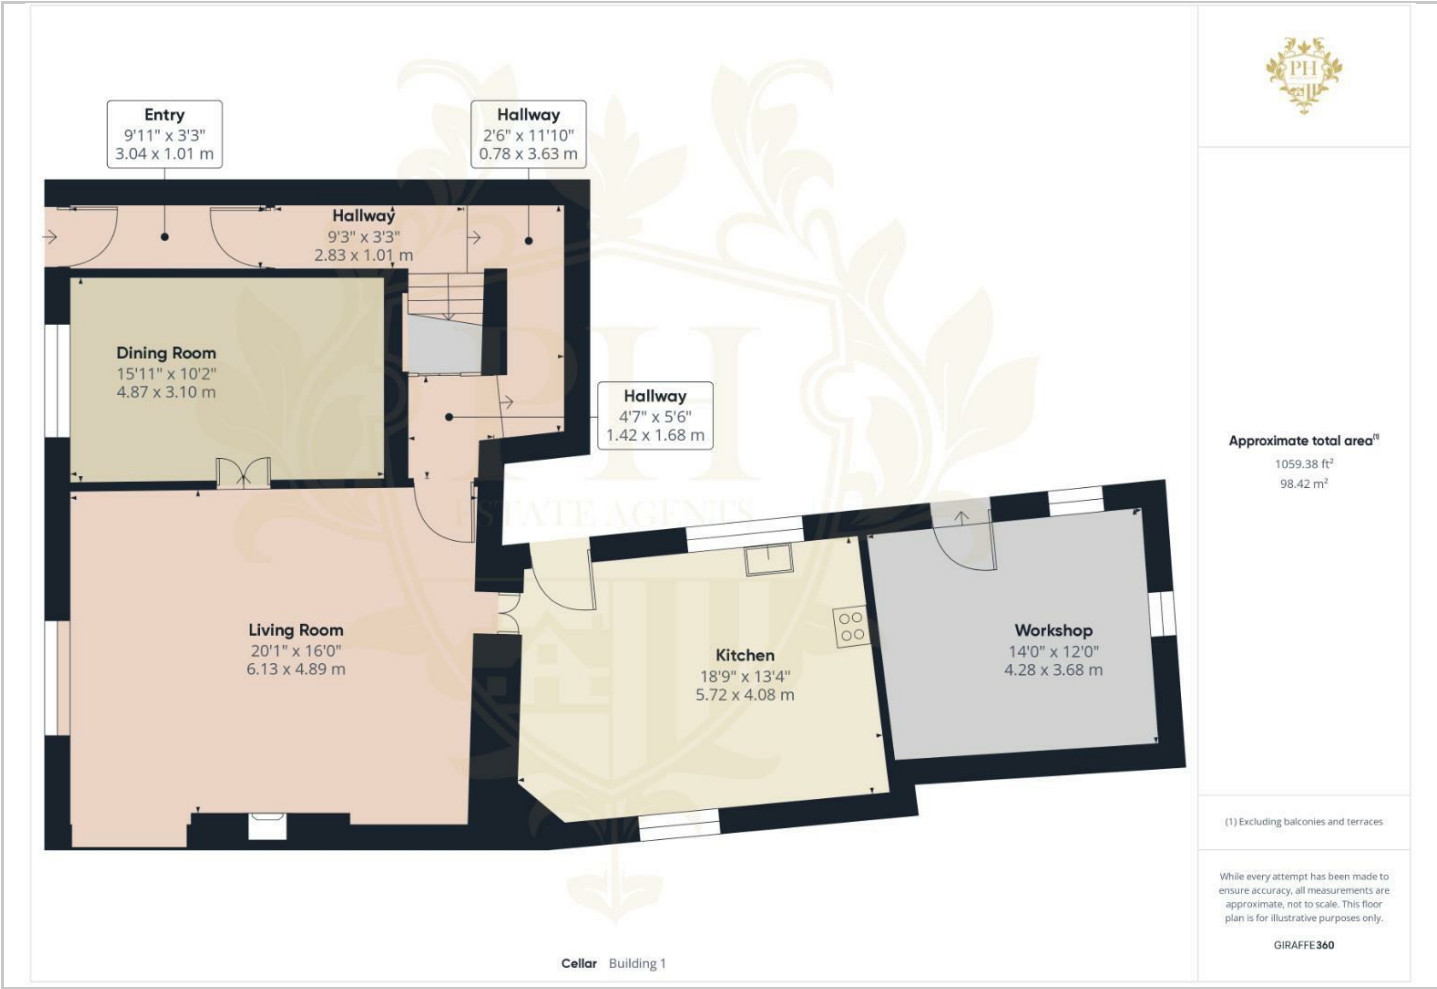 Entry
9'11" x 3'3"
3.04 x 1.01 m
Hallway
2'6" x 11'10"
0.78 x 3.63 m
Hallway
9'3" x 3'3"
2.83 x 1.01 m
Dining Room
15'11" x 10'2"
4.87 x 3.10 m
Hallway
4'7" x 5'6"
1.42 x 1.68 m
Living Room
20'1" x 16'0"
6.13 x 4.89 m
Kitchen
18'9" x 13'4"
5.72 x 4.08 m
Workshop
14'0" x 12'0"
4.28 x 3.68 m
PH
ESTATE AGENTS
Cellar Building 1
PH
Approximate total area(1)
1059.38 ft²
98.42 m²
(1) Excluding balconies and terraces
While every attempt has been made to
ensure accuracy, all measurements are
approximate, not to scale. This floor
plan is for illustrative purposes only.
GIRAFFE360